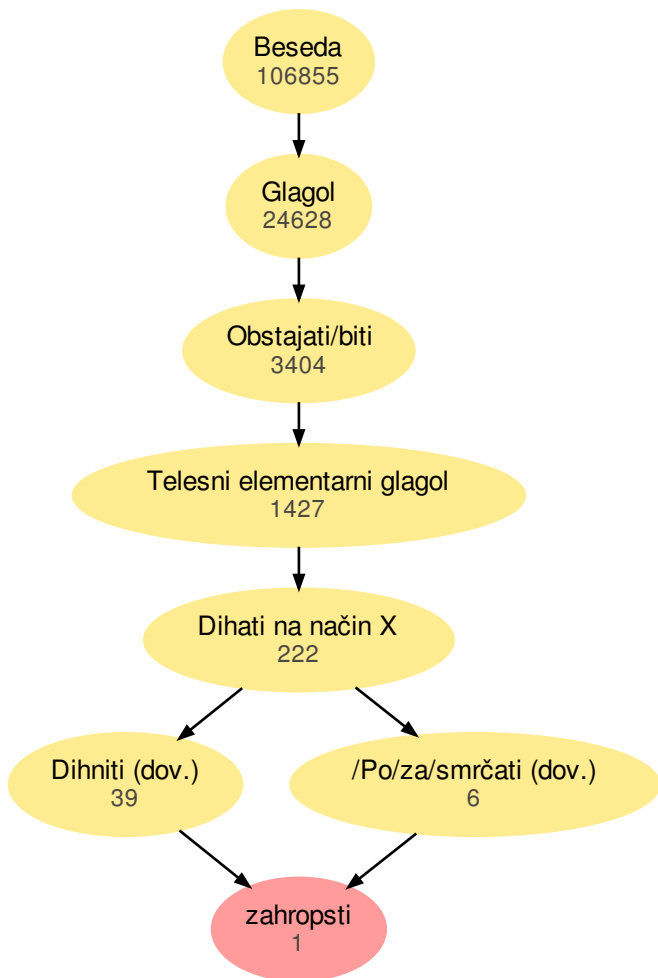 Beseda
106855
Glagol
24628
Obstajati/biti
3404
Telesni elementarni glagol
1427
Dihati na način X
222
Dihniti (dov.)
39
/Po/za/smrčati (dov.)
6
zahropsti
1